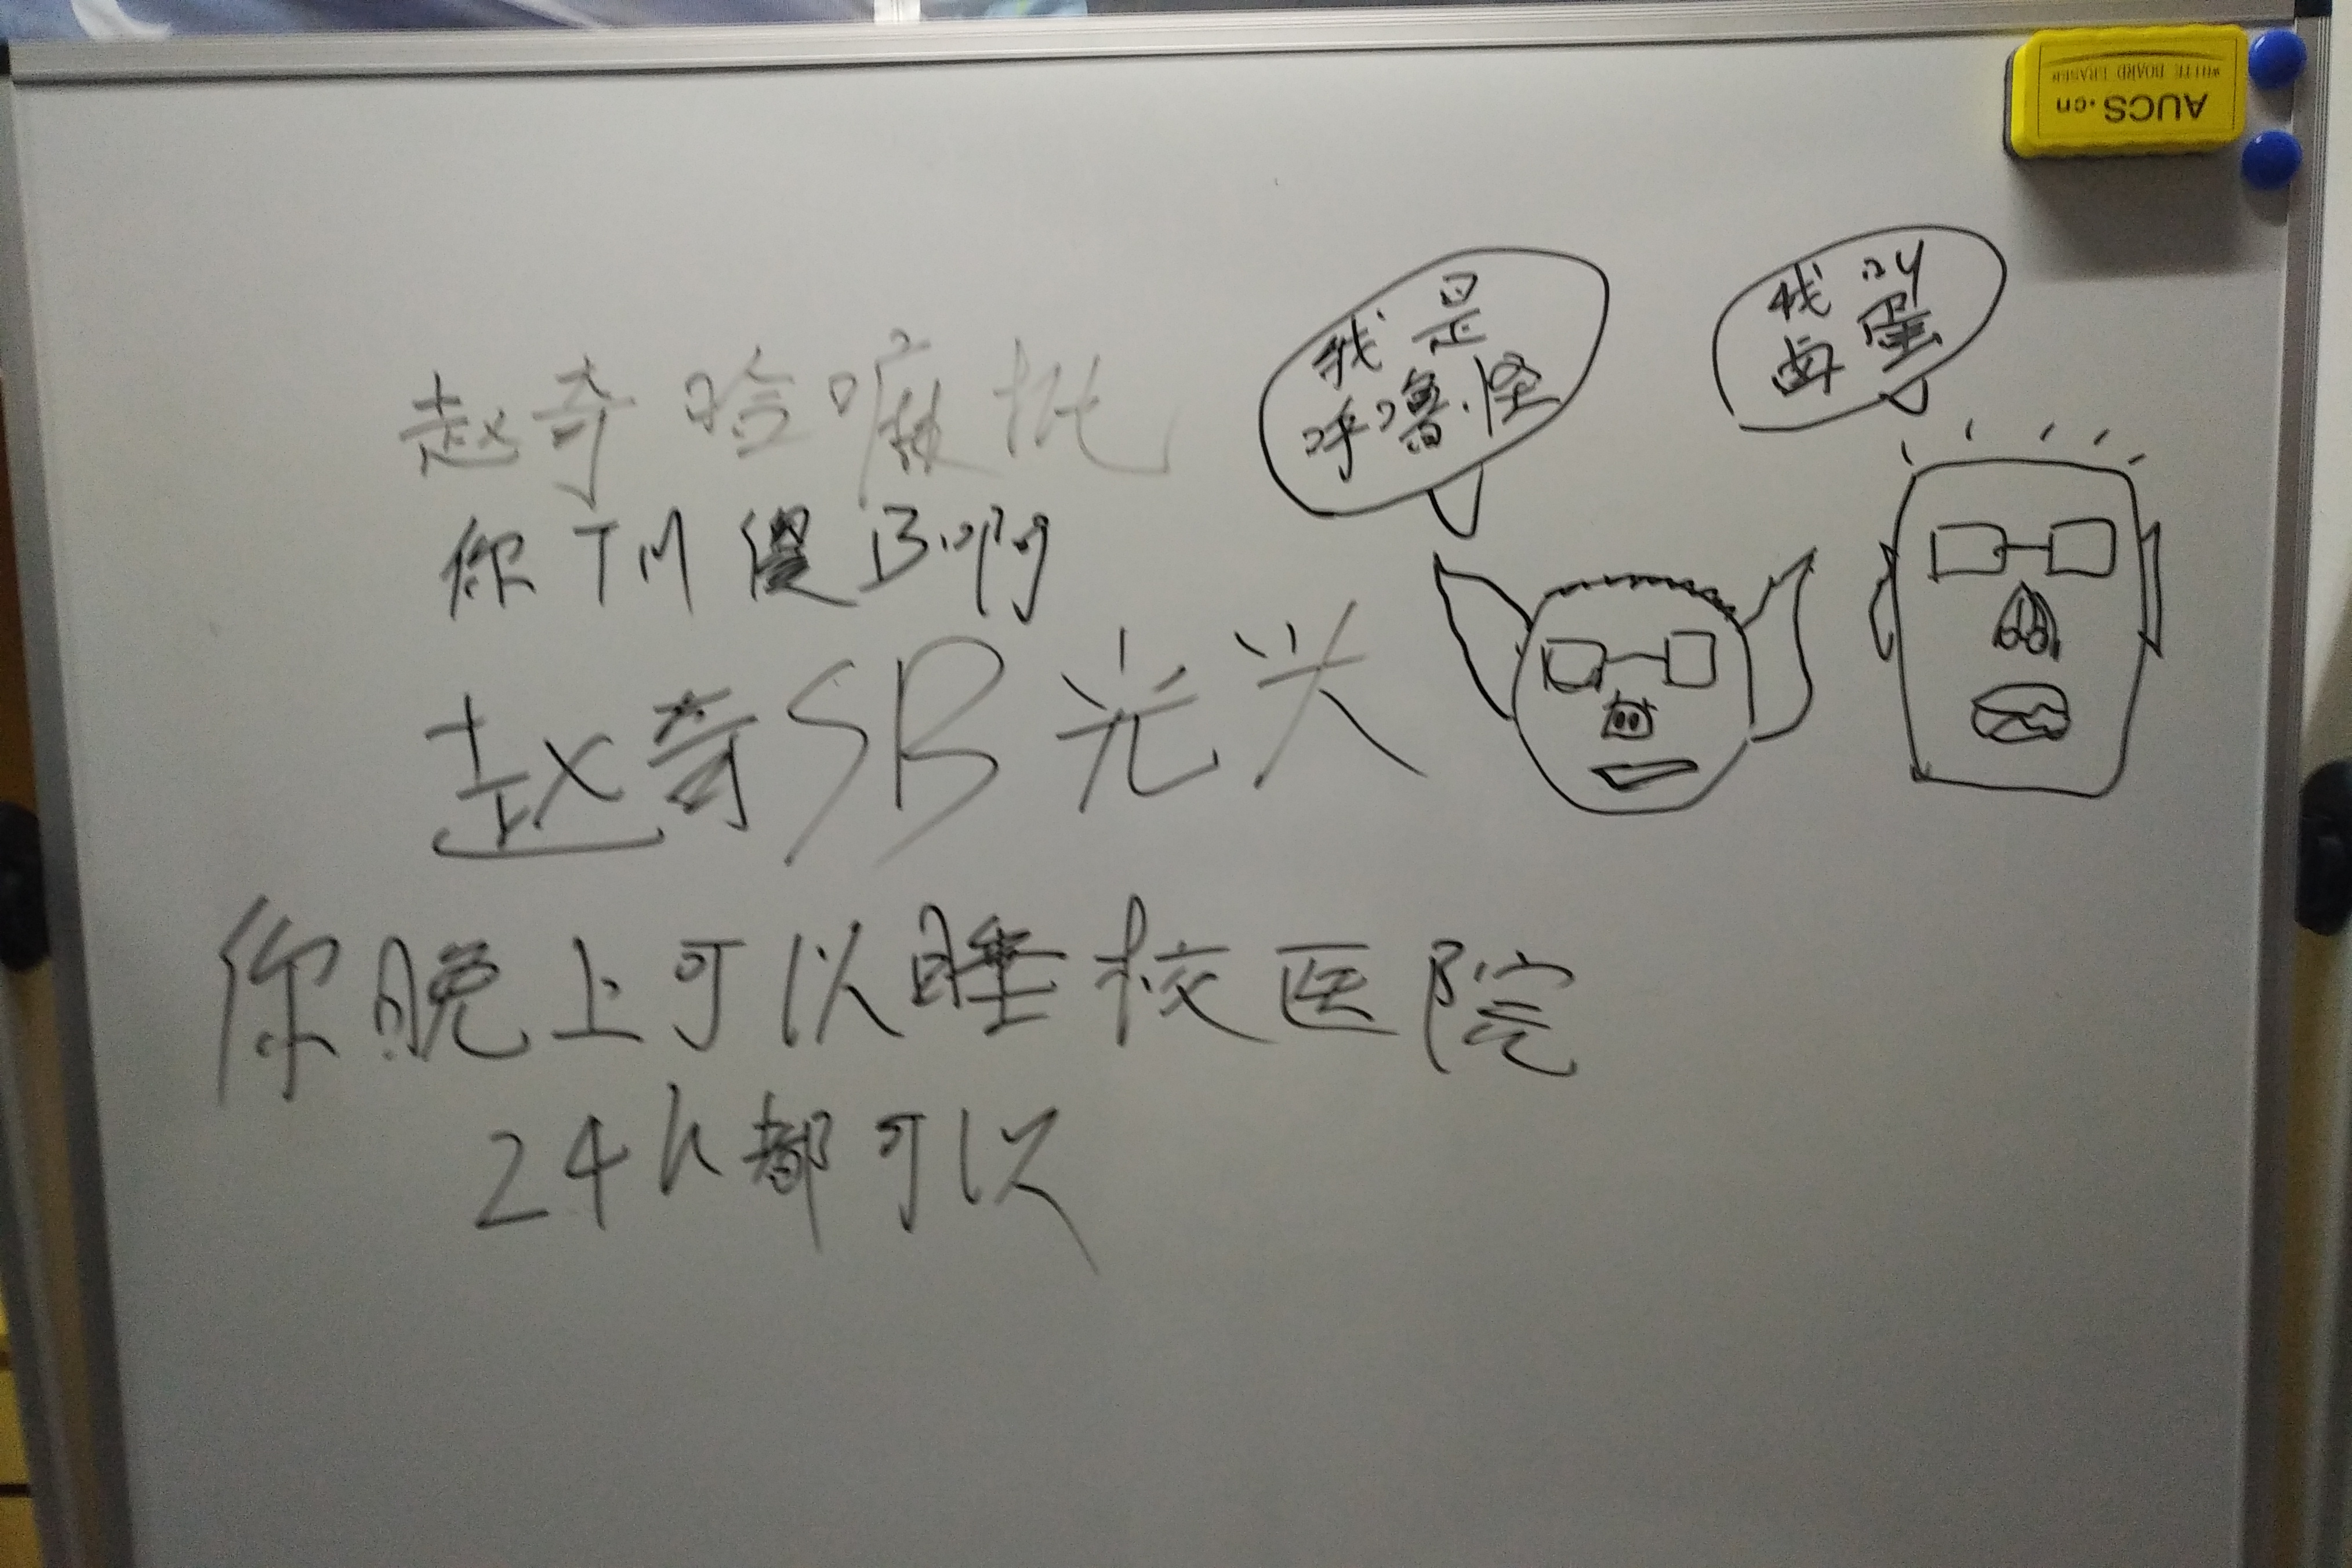 赵奇哈嘛批
你TM傻B啊
赵奇SB光头
你晚上可以睡校医院
24h都可以
我是
呼噜怪
我叫
卤蛋
AUCS.cn
WHITE BOARD ERASER